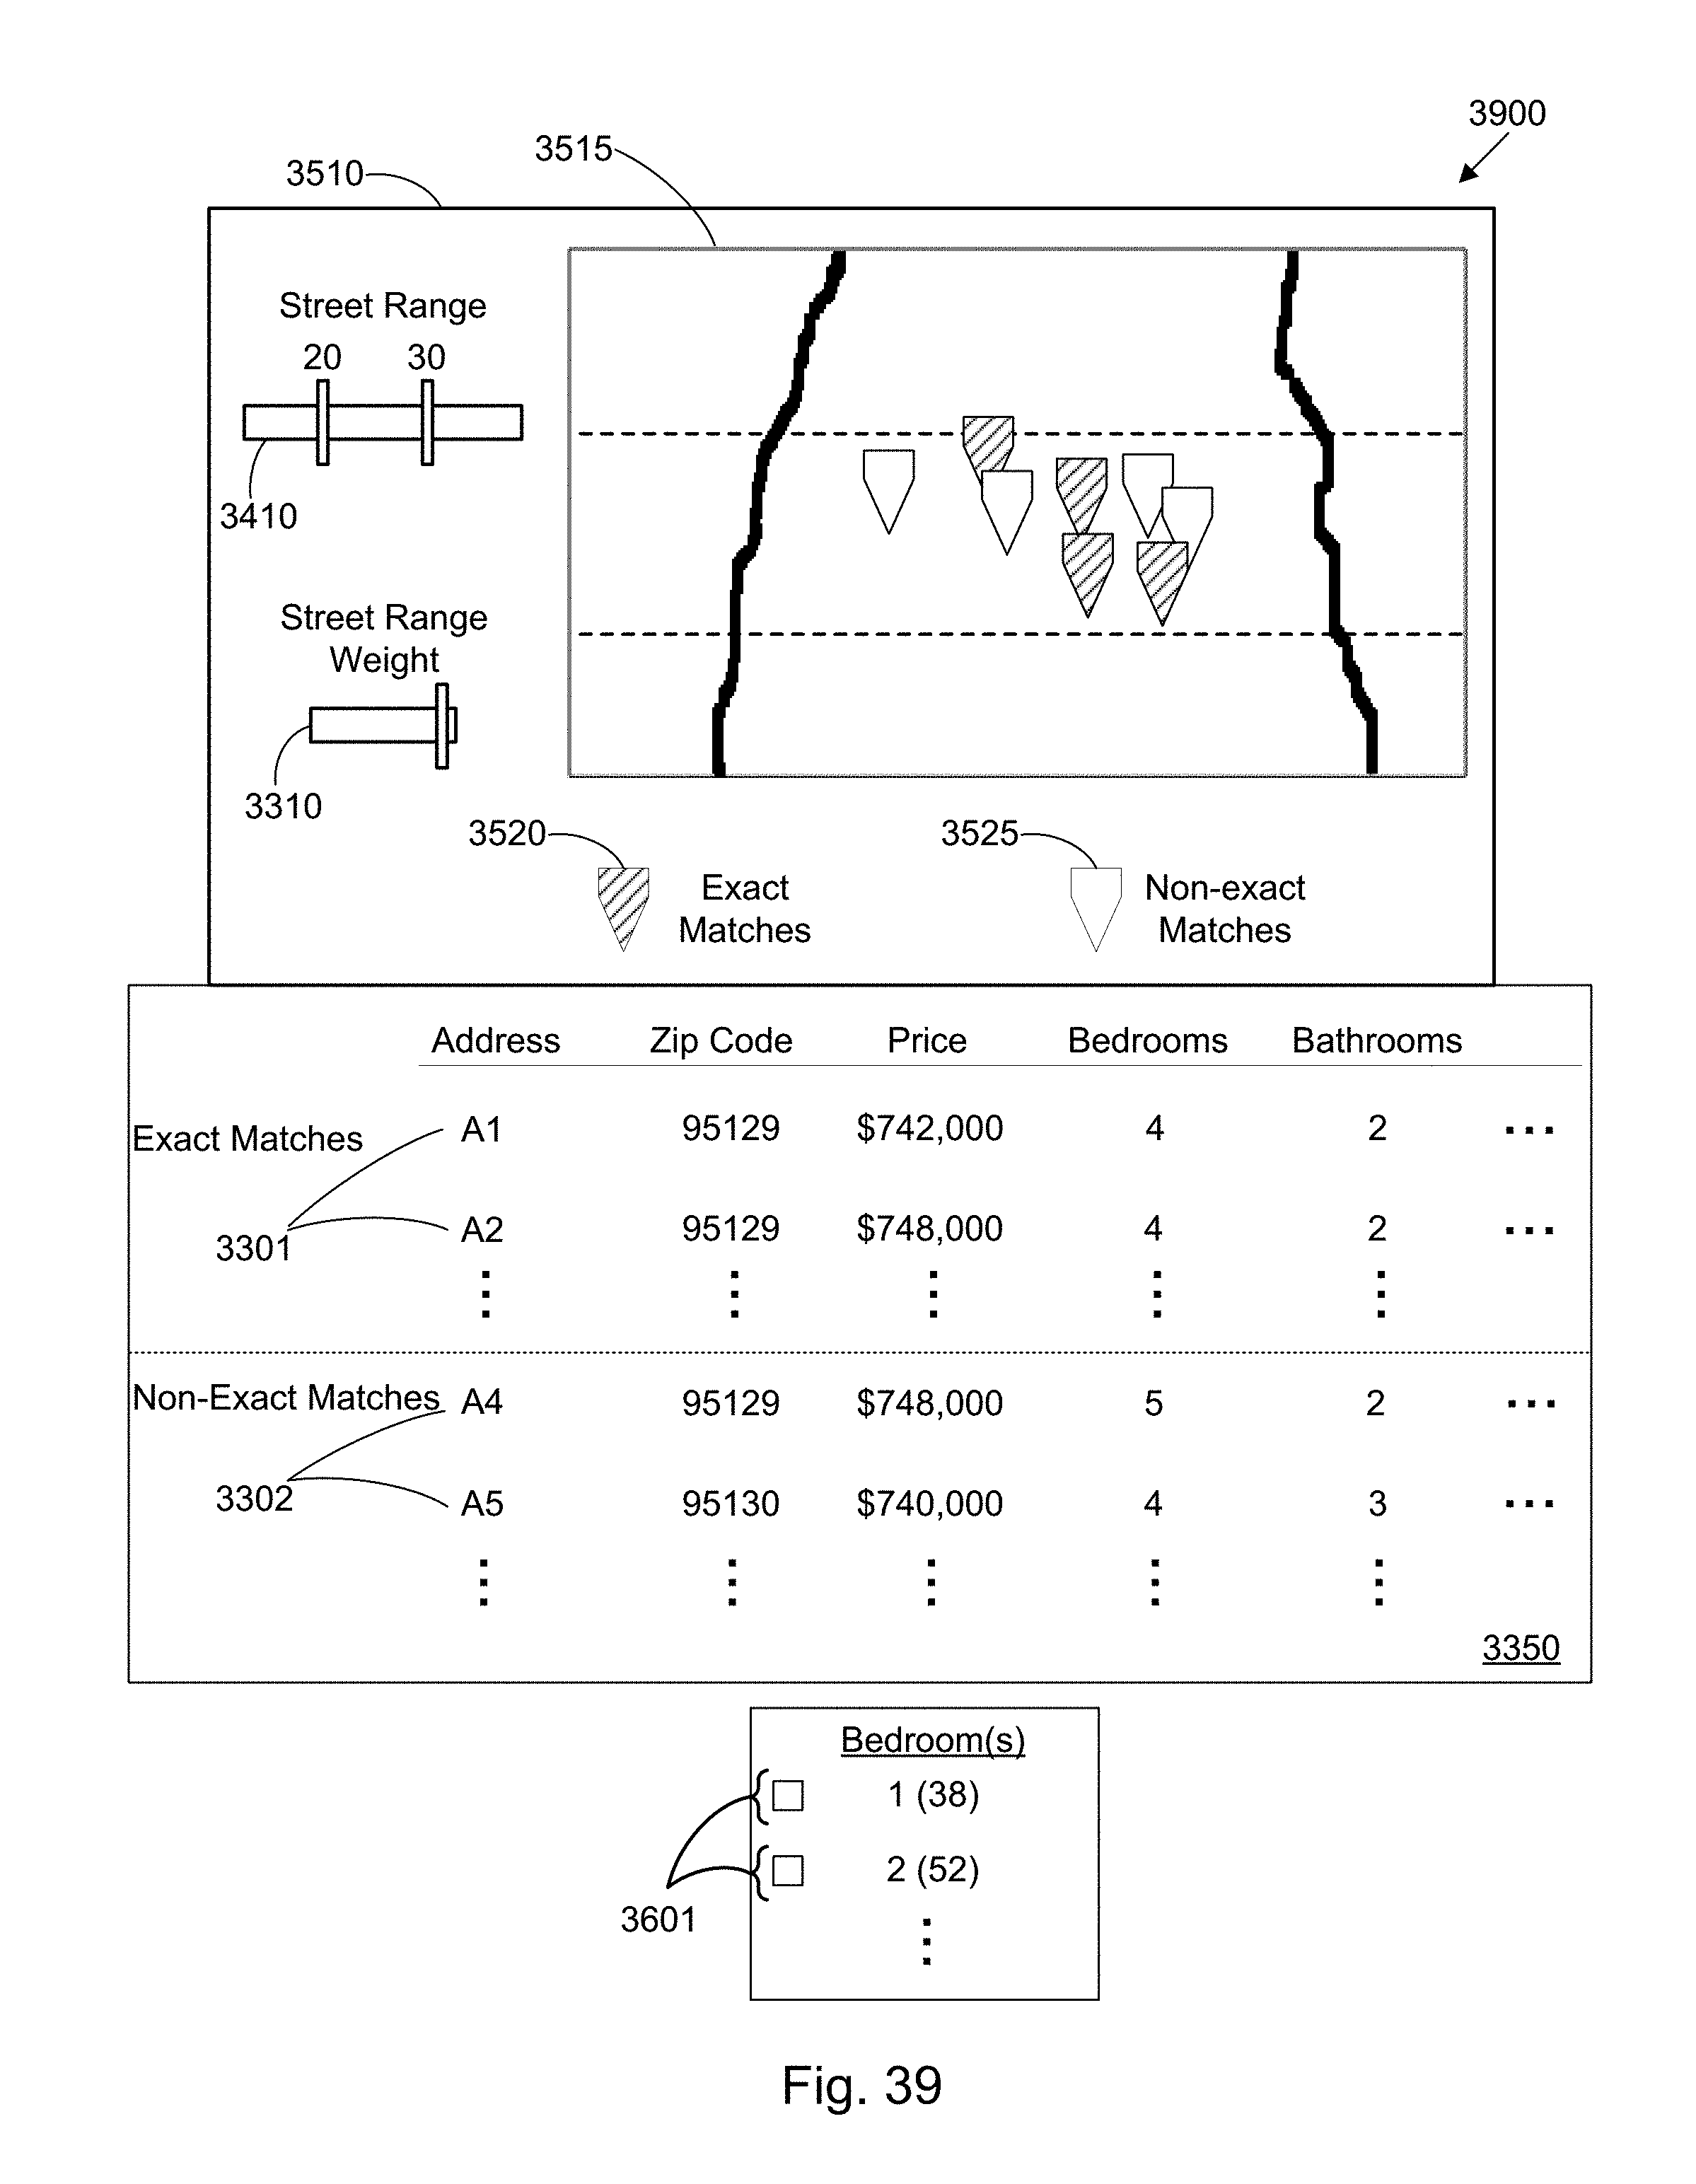 3900
3515
3510
Street Range
20 30
3410
Street Range
Weight
3310
3520
3525
Exact
Matches
Non-exact
Matches
Address Zip Code Price Bedrooms Bathrooms
Exact Matches A1 95129 $742,000 4 2 ...
3301 A2 95129 $748,000 4 2 ...
Non-Exact Matches A4 95129 $748,000 5 2 ...
3302 A5 95130 $740,000 4 3 ...
3350
Bedroom(s)
1 (38)
2 (52)
3601
Fig. 39